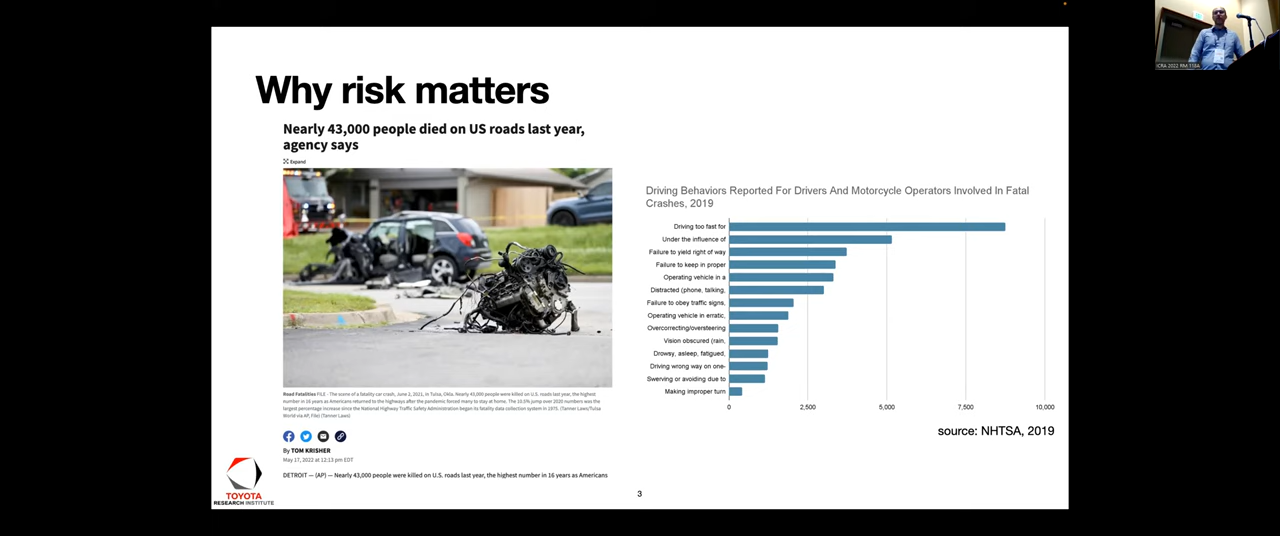 Why risk matters
Nearly 43,000 people died on US roads last year,
agency says
Expand
Road Fatalities FILE - The scene of a fatality car crash, June 2, 2021, in Tulsa, Okla. Nearly 43,000 people were killed on U.S. roads last year, the highest
number in 16 years as Americans returned to the highways after the pandemic forced many to stay at home. The 10.5% jump over 2020 numbers was the
largest percentage increase since the National Highway Traffic Safety Administration began its fatality data collection system in 1975. (Tanner Laws/Tulsa
World via AP, File) (Tanner Laws)
By TOM KRISHER
May 17, 2022 at 12:13 pm EDT
DETROIT — (AP) — Nearly 43,000 people were killed on U.S. roads last year, the highest number in 16 years as Americans
Driving Behaviors Reported For Drivers And Motorcycle Operators Involved In Fatal
Crashes, 2019
Driving too fast for
Under the influence of
Failure to yield right of way
Failure to keep in proper
Operating vehicle in a
Distracted (phone, talking,
Failure to obey traffic signs,
Operating vehicle in erratic,
Overcorrecting/oversteering
Vision obscured (rain,
Drowsy, asleep, fatigued,
Driving wrong way on one-
Swerving or avoiding due to
Making improper turn
0 2,500 5,000 7,500 10,000
source: NHTSA, 2019
TOYOTA
RESEARCH INSTITUTE
3
ICRA 2022 RM 118A